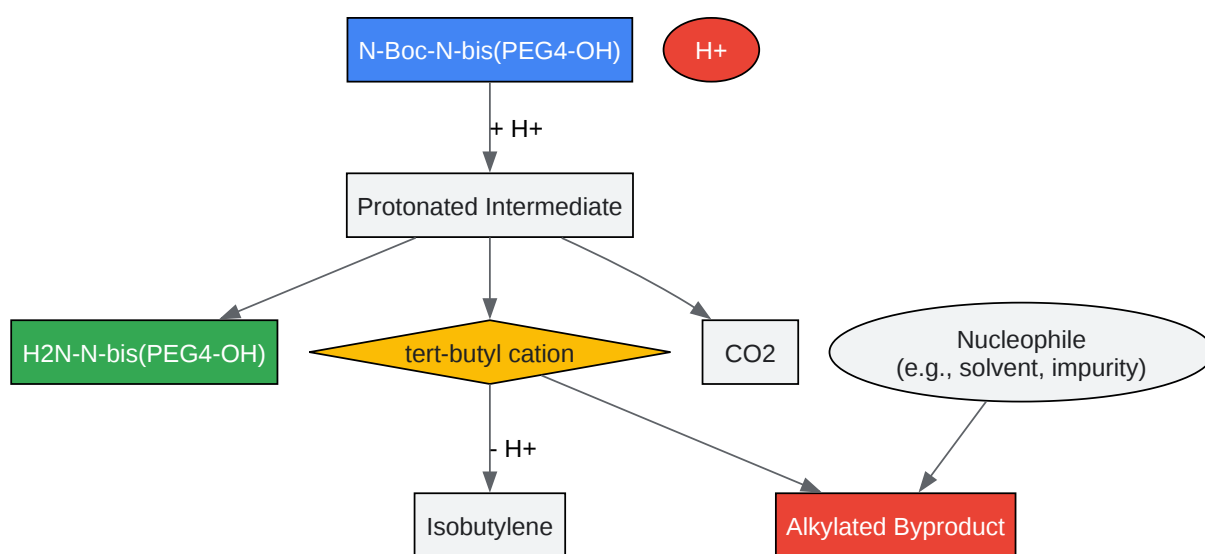 N-Boc-N-bis(PEG4-OH)
H+
+ H+
Protonated Intermediate
H2N-N-bis(PEG4-OH)
tert-butyl cation
CO2
Nucleophile
(e.g., solvent, impurity)
- H+
Isobutylene
Alkylated Byproduct